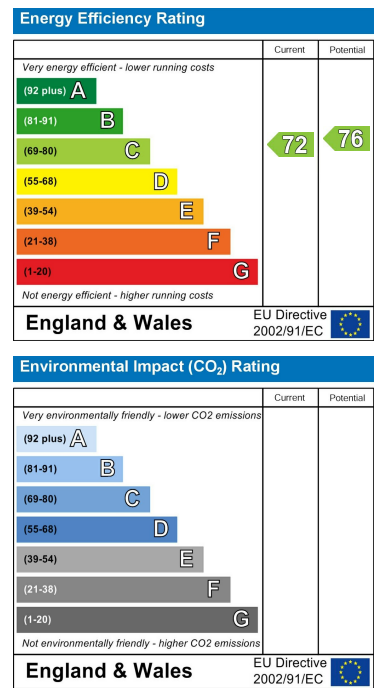 Energy Efficiency Rating
Current Potential
Very energy efficient - lower running costs
(92 plus) A
(81-91) B
(69-80) C
72 76
(55-68) D
(39-54) E
(21-38) F
(1-20) G
Not energy efficient - higher running costs
England & Wales
EU Directive
2002/91/EC
Environmental Impact (CO₂) Rating
Current Potential
Very environmentally friendly - lower CO2 emissions
(92 plus) A
(81-91) B
(69-80) C
(55-68) D
(39-54) E
(21-38) F
(1-20) G
Not environmentally friendly - higher CO2 emissions
England & Wales
EU Directive
2002/91/EC